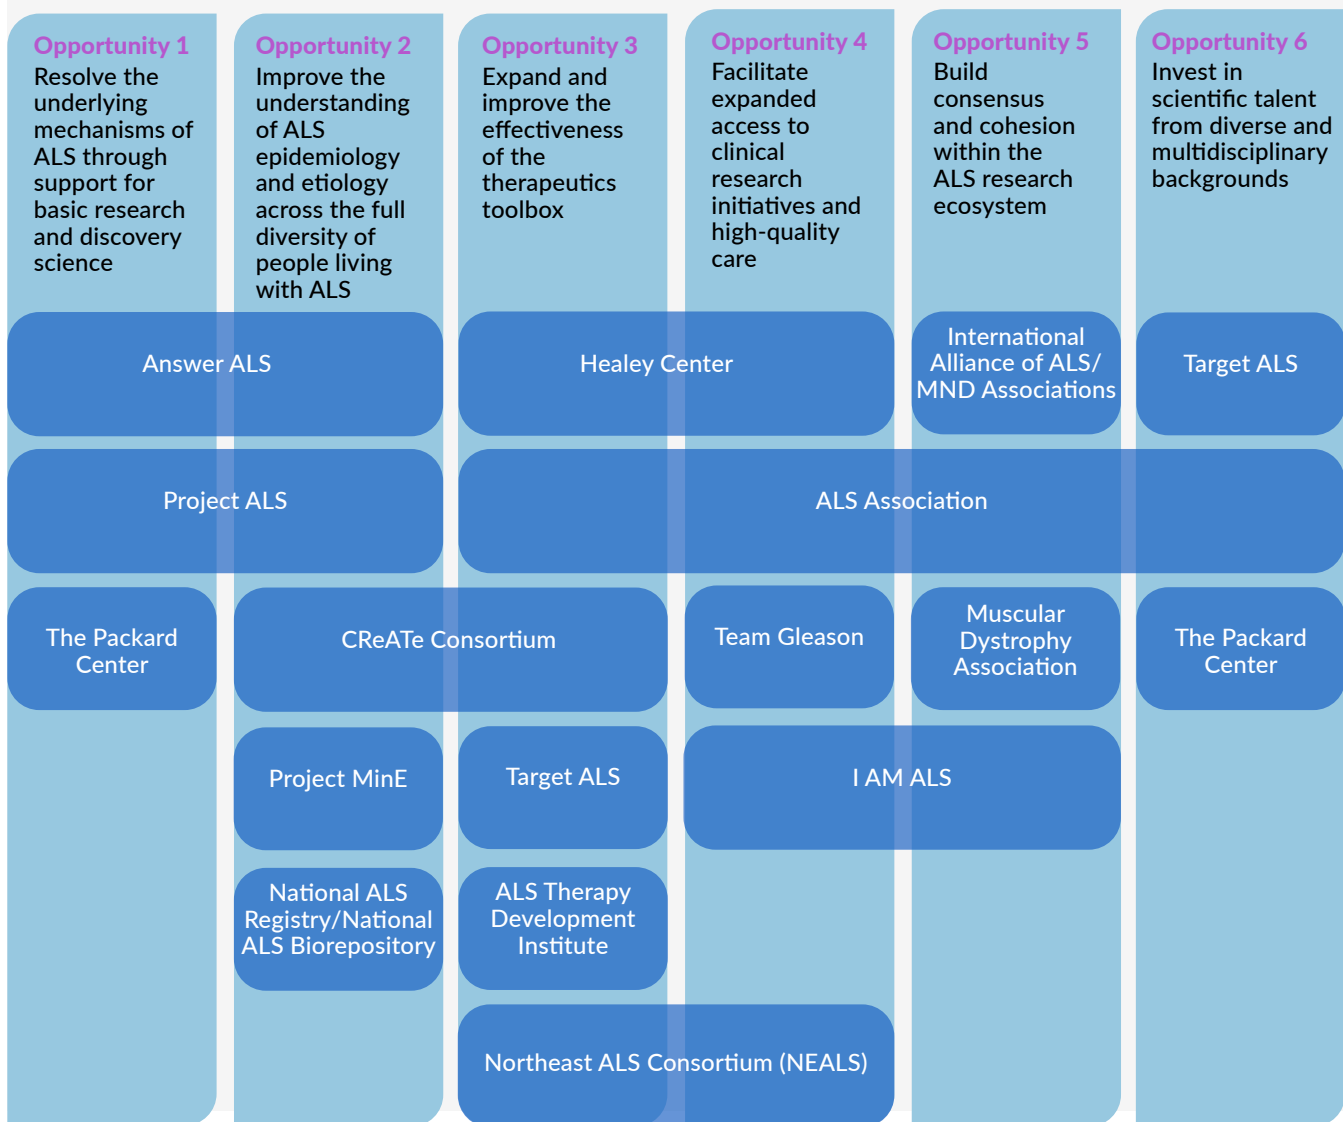 Opportunity 1
Resolve the
underlying
mechanisms of
ALS through
support for
basic research
and discovery
science
Opportunity 2
Improve the
understanding
of ALS
epidemiology
and etiology
across the full
diversity of
people living
with ALS
Opportunity 3
Expand and
improve the
effectiveness
of the
therapeutics
toolbox
Opportunity 4
Facilitate
expanded
access to
clinical
research
initiatives and
high-quality
care
Opportunity 5
Build
consensus
and cohesion
within the
ALS research
ecosystem
Opportunity 6
Invest in
scientific talent
from diverse and
multidisciplinary
backgrounds
Answer ALS
Healey Center
International
Alliance of ALS/
MND Associations
Target ALS
Project ALS
ALS Association
The Packard
Center
CReATe Consortium
Team Gleason
Muscular
Dystrophy
Association
The Packard
Center
Project MinE
Target ALS
I AM ALS
National ALS
Registry/National
ALS Biorepository
ALS Therapy
Development
Institute
Northeast ALS Consortium (NEALS)